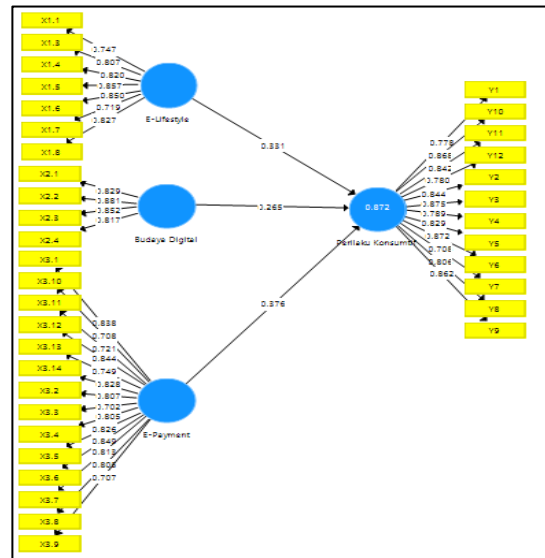 X1.1
X1.3
X1.4
X1.5
X1.6
X1.7
X1.8
0.747
0.807
0.820
0.857
0.850
0.719
0.827
E-Lifestyle
0.331
X2.1
X2.2
X2.3
X2.4
0.829
0.881
0.852
0.817
Budaya Digital
0.265
X3.1
X3.10
X3.11
X3.12
X3.13
X3.14
X3.2
X3.3
X3.4
X3.5
X3.6
X3.7
X3.8
X3.9
0.838
0.708
0.721
0.844
0.749
0.828
0.807
0.702
0.805
0.826
0.849
0.813
0.808
0.707
E-Payment
0.376
0.872
Perilaku Konsumtif
0.778
0.868
0.842
0.780
0.844
0.875
0.789
0.829
0.872
0.708
0.806
0.862
Y1
Y10
Y11
Y12
Y2
Y3
Y4
Y5
Y6
Y7
Y8
Y9